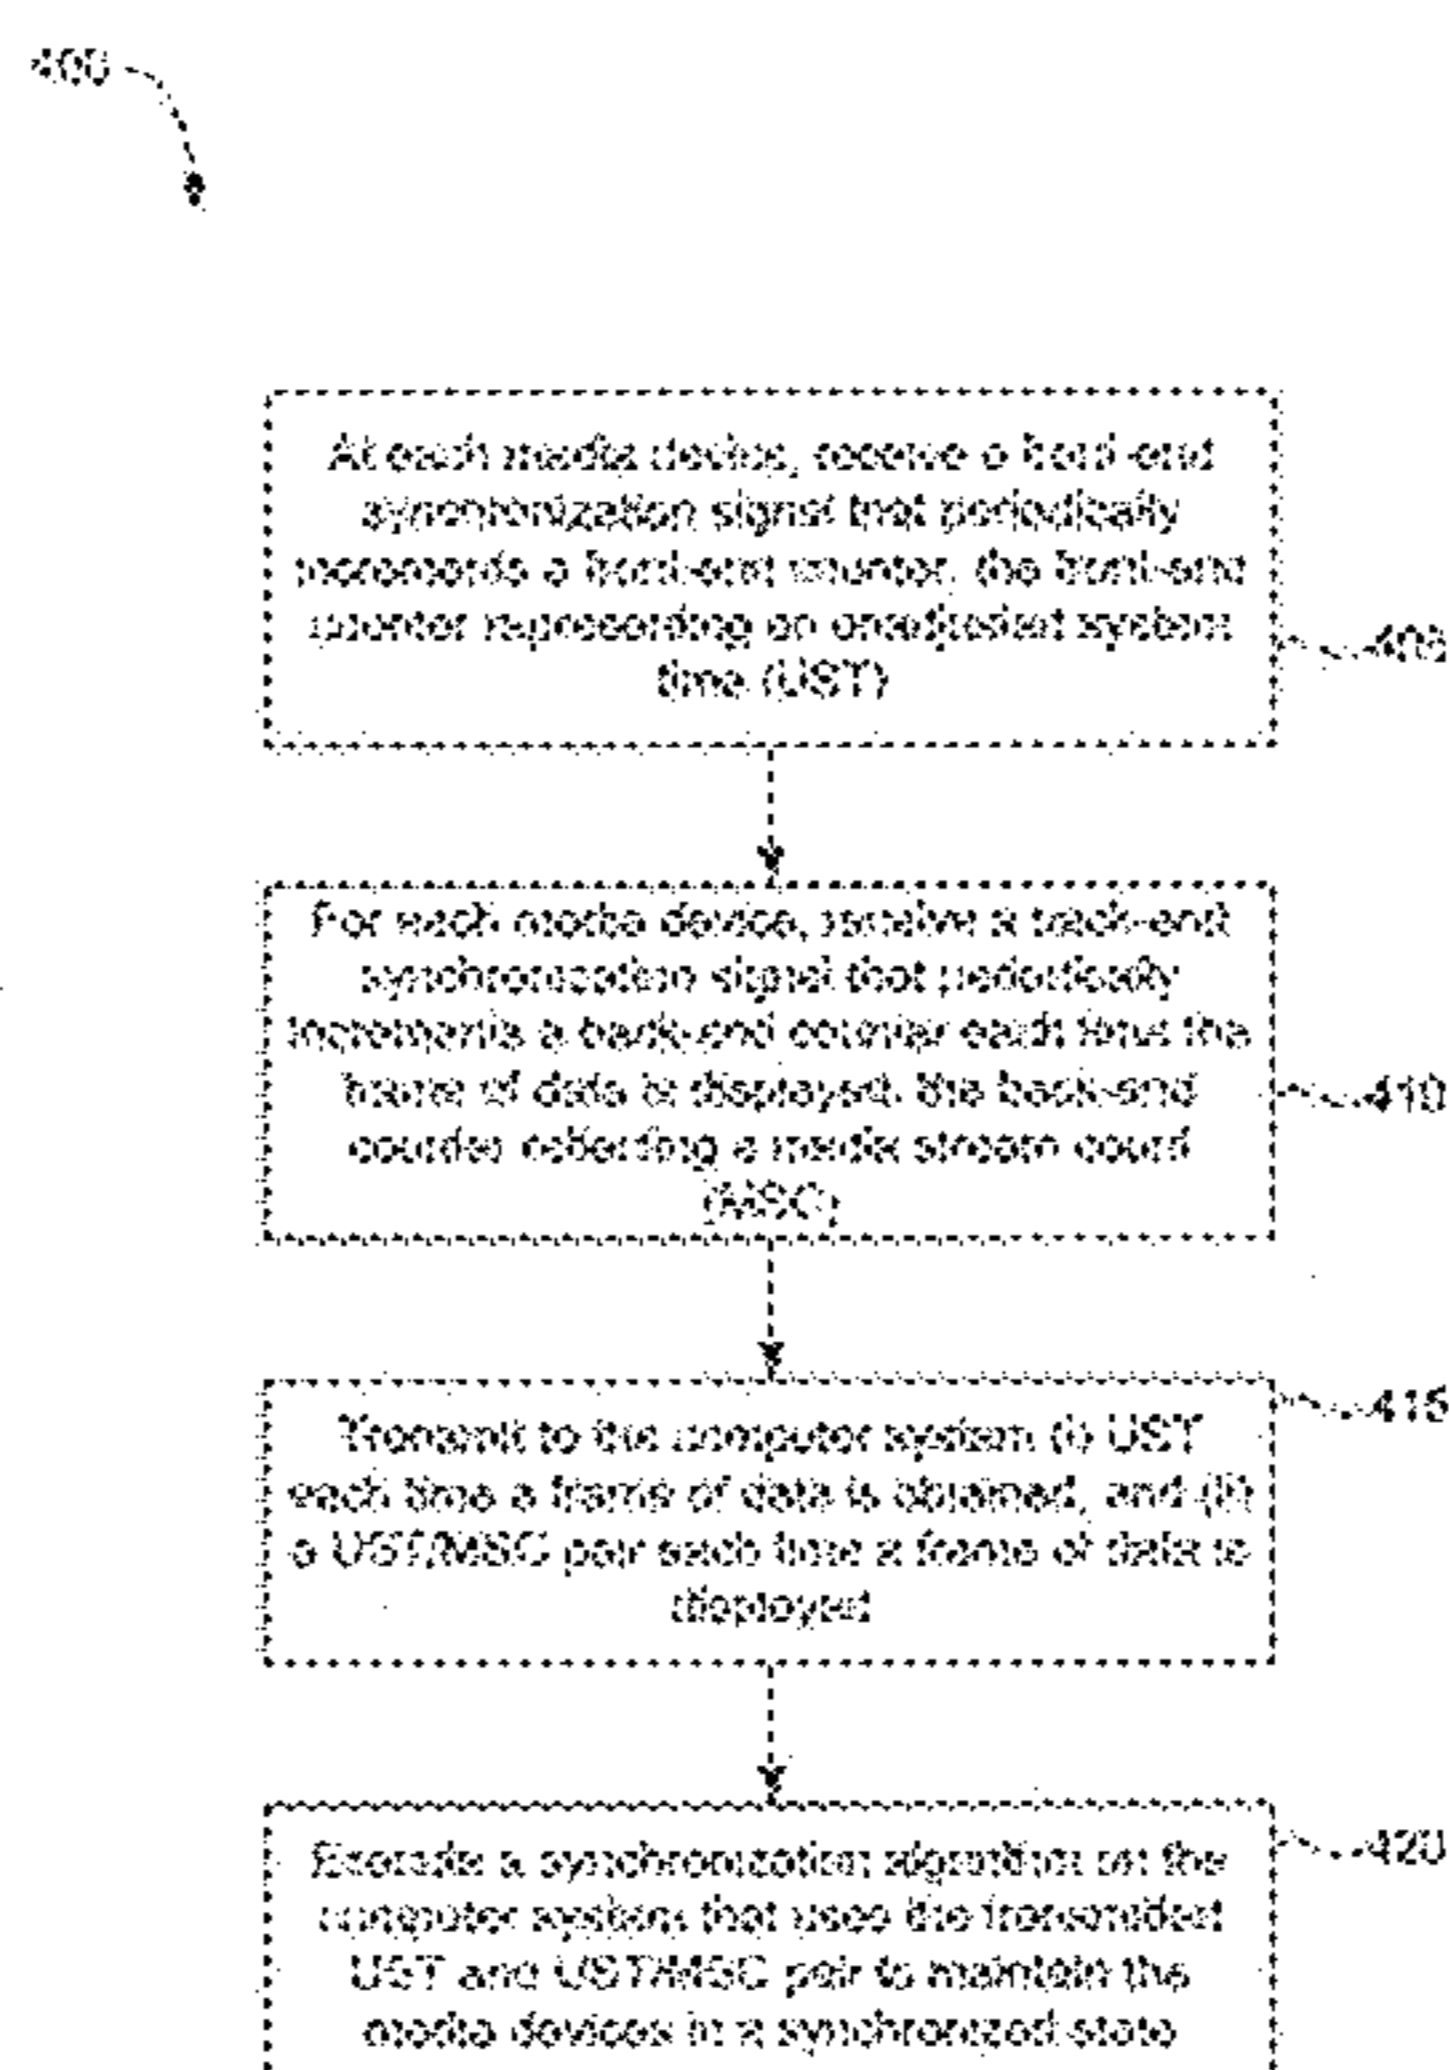 400
At each media device, receive a front-end
synchronization signal that periodically
increments a front-end counter, the front-end
counter representing an unadjusted system
time (UST)
405
For each media device, receive a back-end
synchronization signal that periodically
increments a back-end counter each time the
frame of data is displayed, the back-end
counter reflecting a media stream count
(MSC)
410
Transmit to the computer system (i) UST
each time a frame of data is obtained, and (ii)
a UST/MSC pair each time a frame of data is
displayed
415
Execute a synchronization algorithm on the
computer system that uses the transmitted
UST and UST/MSC pair to maintain the
media devices in a synchronized state
420